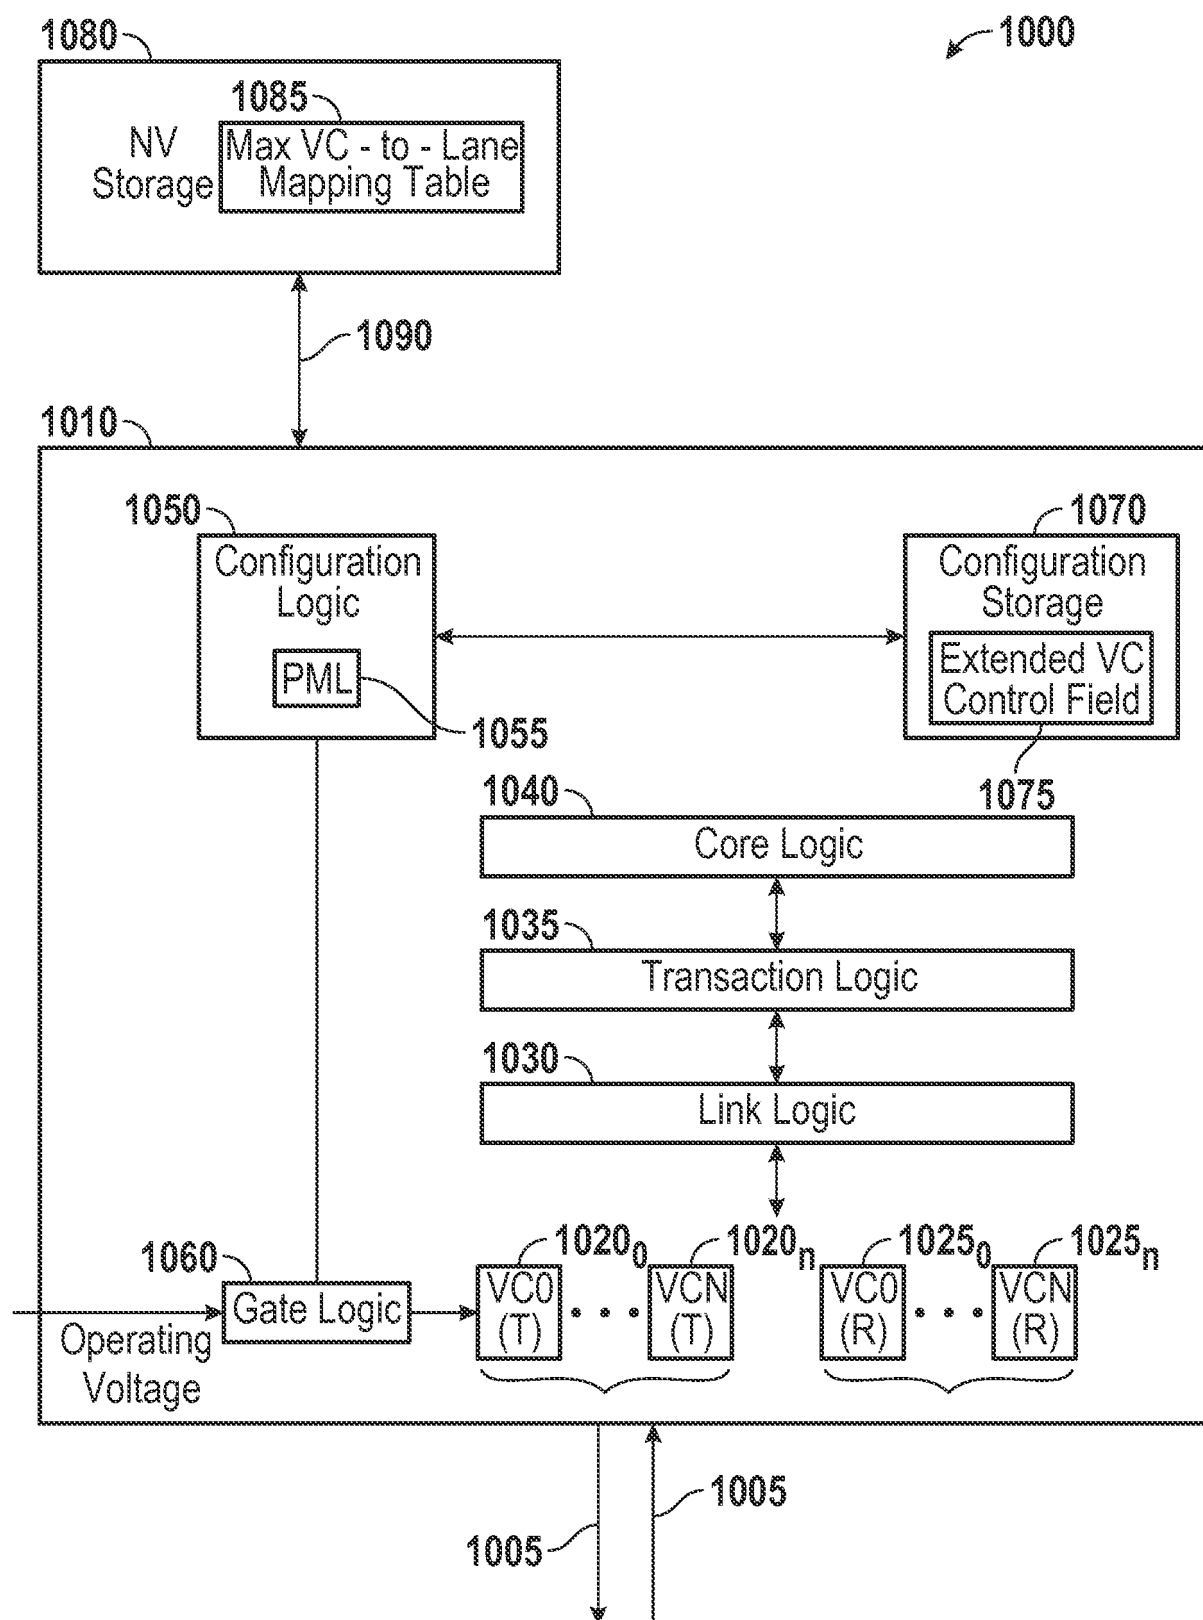 1080
1000
1085
NV
Storage
Max VC - to - Lane
Mapping Table
1090
1010
1050
Configuration
Logic
PML
1055
1070
Configuration
Storage
Extended VC
Control Field
1075
1040
Core Logic
1035
Transaction Logic
1030
Link Logic
1060
Gate Logic
Operating
Voltage
1020₀
VC0
(T)
• • •
1020ₙ
VCN
(T)
1025₀
VC0
(R)
• • •
1025ₙ
VCN
(R)
1005
1005